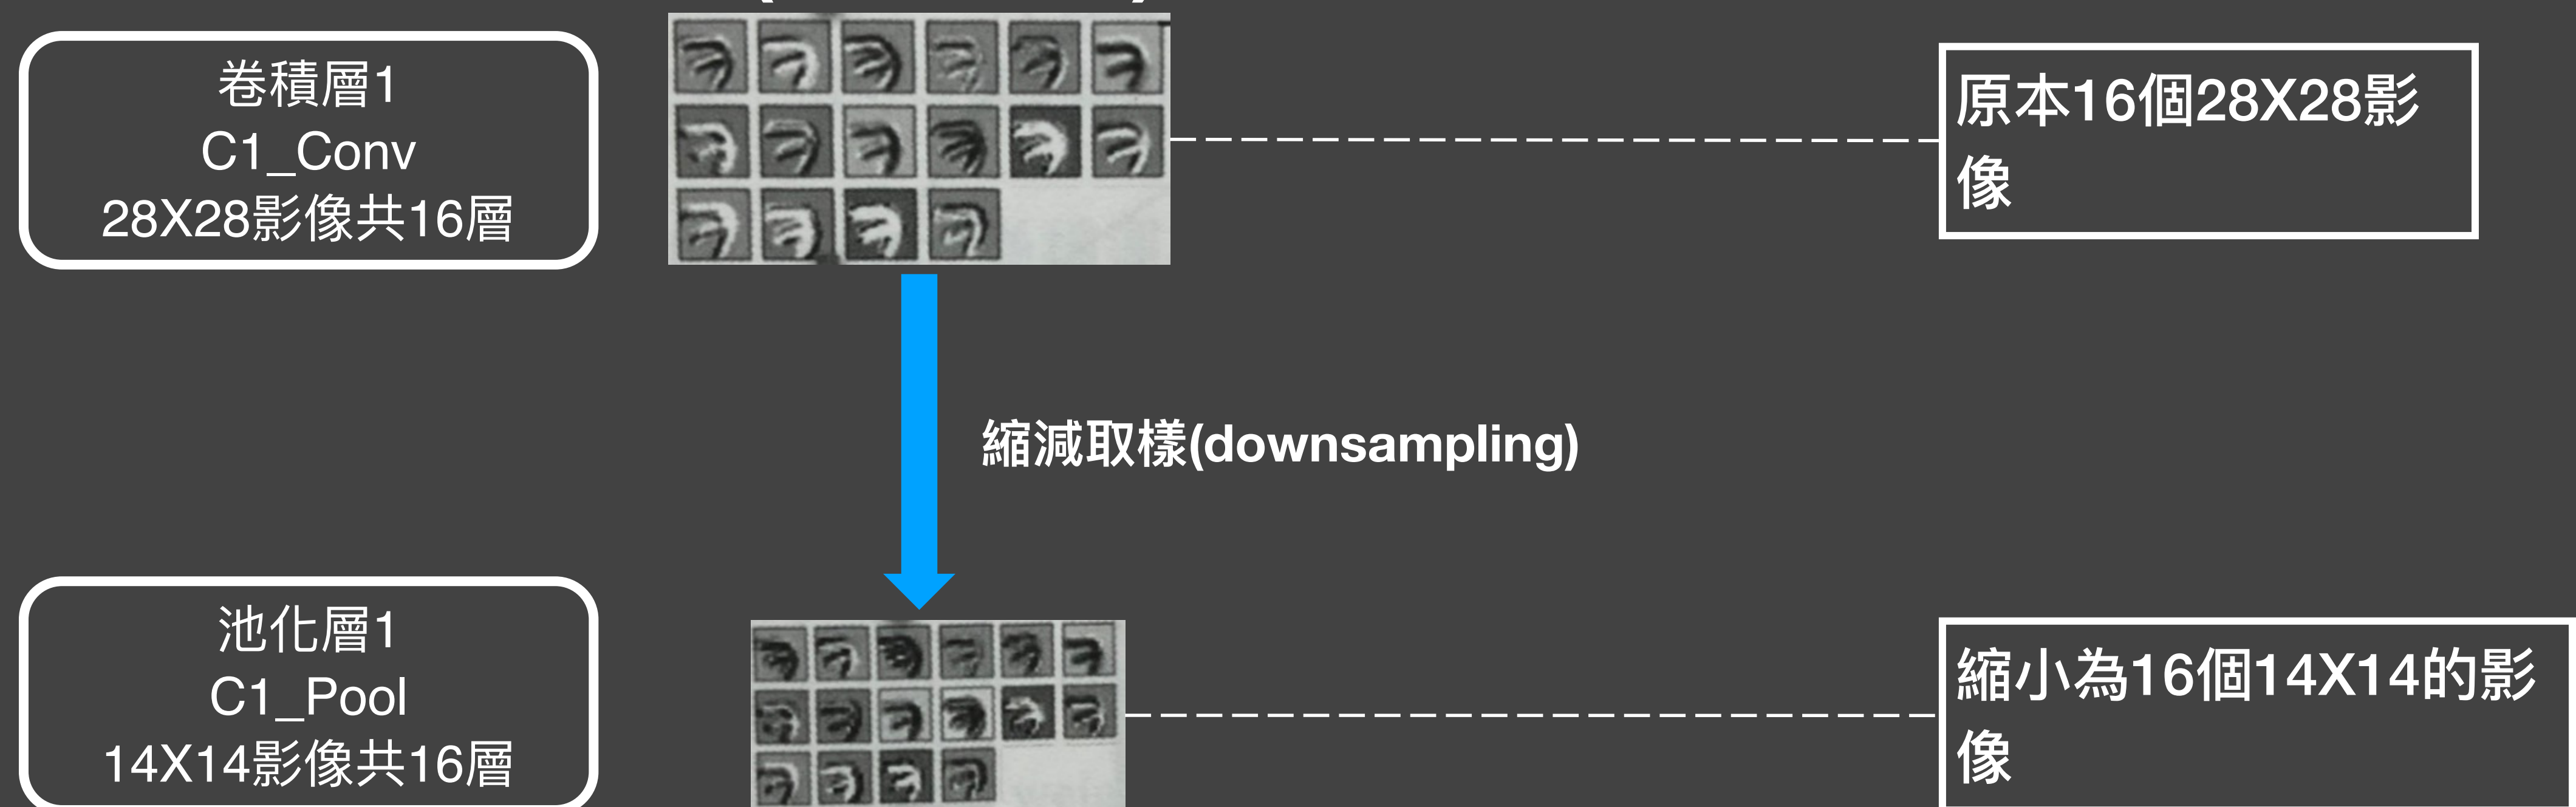 卷積層1
C1_Conv
28X28影像共16層
原本16個28X28影
像
縮減取樣(downsampling)
池化層1
C1_Pool
14X14影像共16層
縮小為16個14X14的影
像